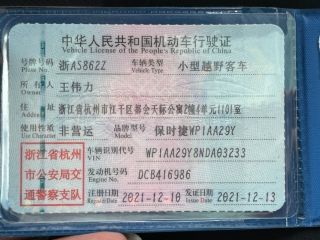 中华人民共和国机动车行驶证
Vehicle License of the People's Republic of China
号牌号码 浙AS862Z 车辆类型 小型越野客车
Plate No. Vehicle Type
所有人 王伟力
Owner
住址 浙江省杭州市江干区都会天际公寓2幢4单元1101室
Address
使用性质 非营运 品牌型号 保时捷WP1AA29Y
Use Character Model
浙江省杭州
市公安局交
通警察支队
车辆识别代号 WP1AA29Y8NDA03233
VIN
发动机号码 DCB416986
Engine No.
注册日期 2021-12-10 发证日期 2021-12-13
Register Date Issue Date